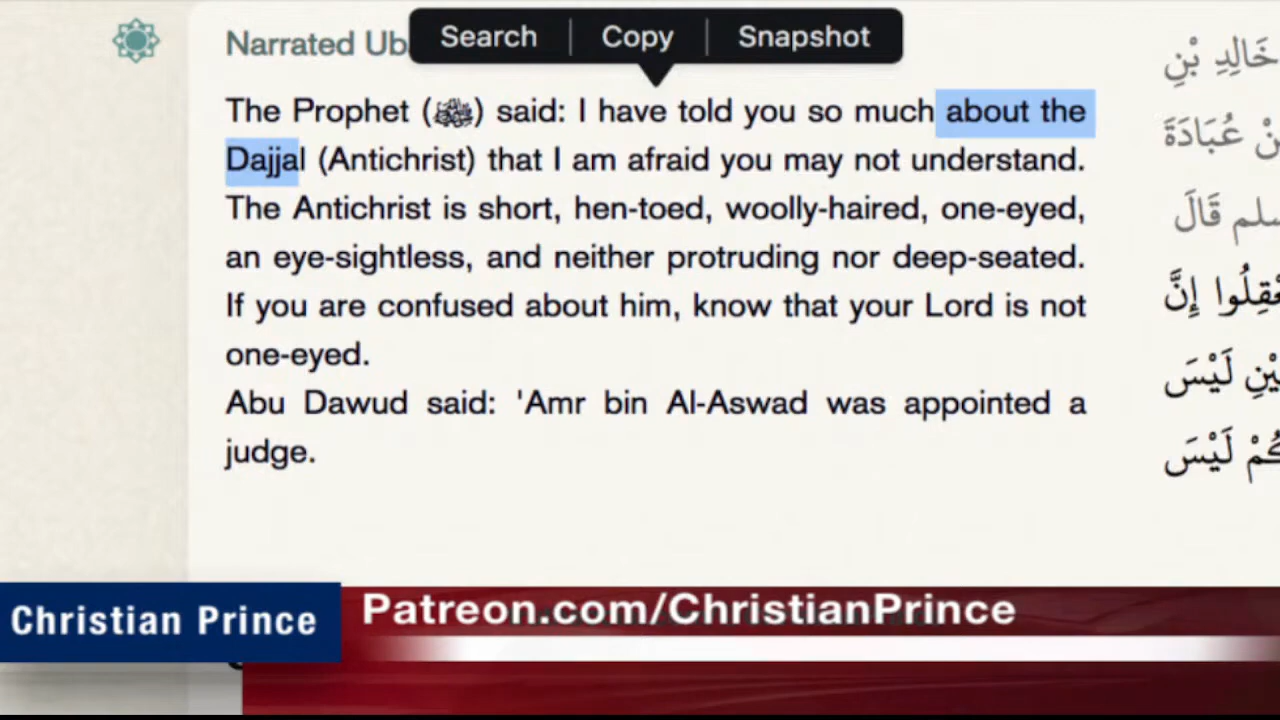 Search Copy Snapshot
Narrated Ub
The Prophet (ﷺ) said: I have told you so much about the
Dajjal (Antichrist) that I am afraid you may not understand.
The Antichrist is short, hen-toed, woolly-haired, one-eyed,
an eye-sightless, and neither protruding nor deep-seated.
If you are confused about him, know that your Lord is not
one-eyed.
Abu Dawud said: 'Amr bin Al-Aswad was appointed a
judge.
خَالِدِ بْنِ
نْ عُبَادَةَ
سلم قَالَ
عْقِلُوا إِنَّ
يْنِ لَيْسَ
كُمْ لَيْسَ
Christian Prince
Patreon.com/ChristianPrince